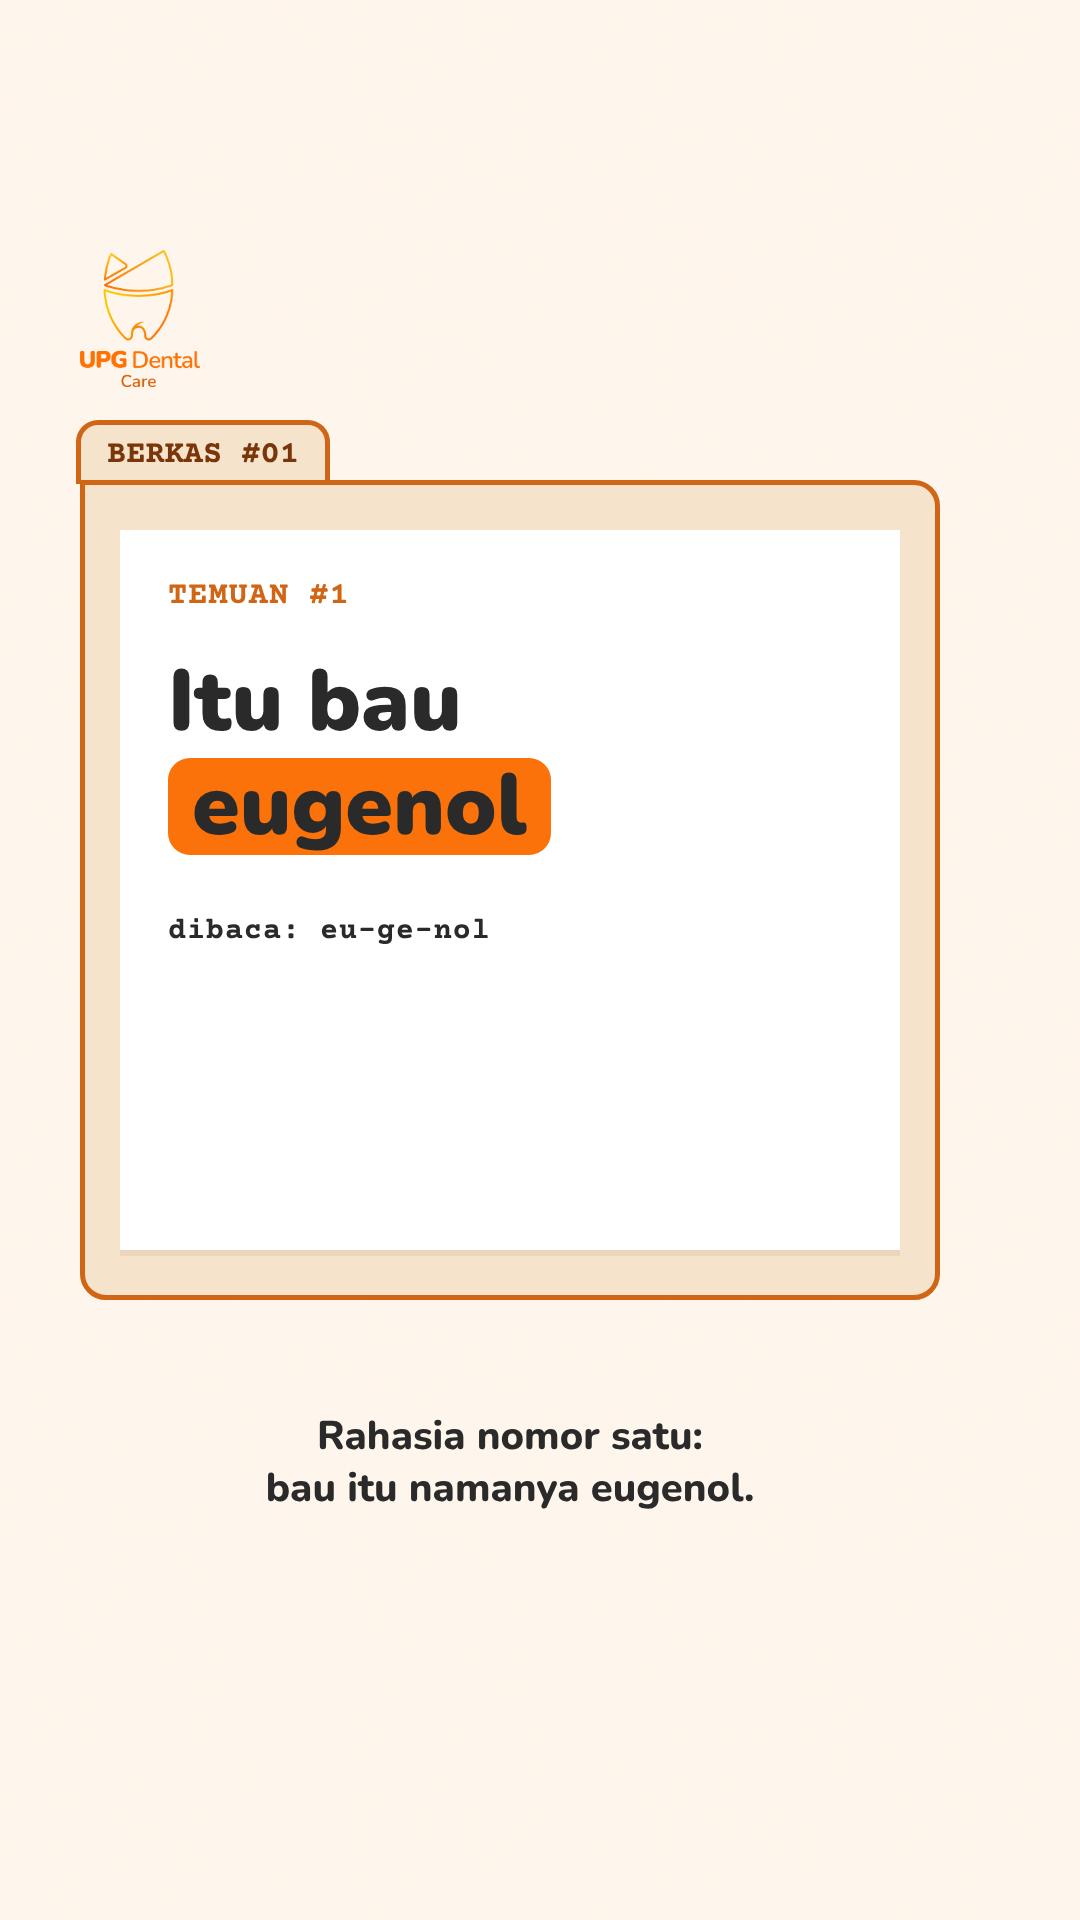 UPG Dental
Care
BERKAS #01
TEMUAN #1
Itu bau
eugenol
dibaca: eu-ge-nol
Rahasia nomor satu:
bau itu namanya eugenol.